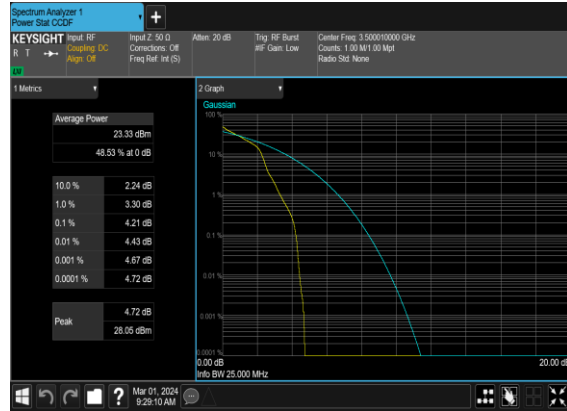 Spectrum Analyzer 1
Power Stat CCDF
+
KEYSIGHT
R T
LW
Input: RF
Coupling: DC
Align: Off
Input Z: 50 Ω
Corrections: Off
Freq Ref: Int (S)
Atten: 20 dB
Trig: RF Burst
#IF Gain: Low
Center Freq: 3.500010000 GHz
Counts: 1.00 M/1.00 Mpt
Radio Std: None
1 Metrics
Average Power
23.33 dBm
48.53 % at 0 dB
10.0 % 2.24 dB
1.0 % 3.30 dB
0.1 % 4.21 dB
0.01 % 4.43 dB
0.001 % 4.67 dB
0.0001 % 4.72 dB
Peak
4.72 dB
28.05 dBm
2 Graph
Gaussian
100 %
10 %
1 %
0.1 %
0.01 %
0.001 %
0.0001 %
0.00 dB
20.00 dB
Info BW 25.000 MHz
?
Mar 01, 2024
9:29:10 AM